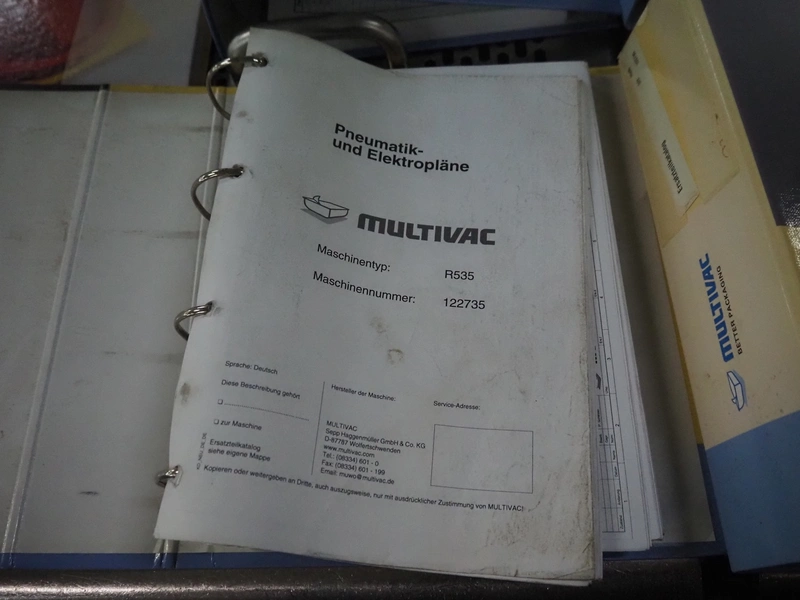 Pneumatik-
und Elektropläne
MULTIVAC
Maschinentyp: R535
Maschinennummer: 122735
Sprache: Deutsch
Diese Beschreibung gehört
zur Maschine
Ersatzteilkatalog
siehe eigene Mappe
Hersteller der Maschine:
MULTIVAC
Sepp Haggenmüller GmbH & Co. KG
D-87787 Wolfertschwenden
www.multivac.com
Tel.: (08334) 601 - 0
Fax: (08334) 601 - 199
Email: muwo@multivac.de
Service-Adresse:
Kopieren oder weitergeben an Dritte, auch auszugsweise, nur mit ausdrücklicher Zustimmung von MULTIVAC!
Ersatzteilkatalog
MULTIVAC
BETTER PACKAGING